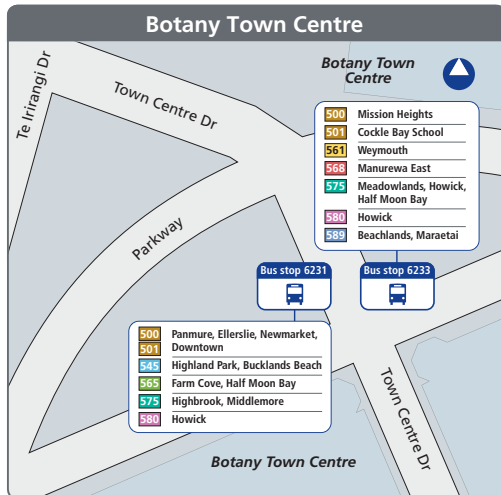 Botany Town Centre
Te Irirangi Dr
Town Centre Dr
Botany Town
Centre
500 Mission Heights
501 Cockle Bay School
561 Weymouth
568 Manurewa East
575 Meadowlands, Howick,
Half Moon Bay
580 Howick
589 Beachlands, Maraetai
Parkway
Bus stop 6231
Bus stop 6233
500 Panmure, Ellerslie, Newmarket,
501 Downtown
545 Highland Park, Bucklands Beach
565 Farm Cove, Half Moon Bay
575 Highbrook, Middlemore
580 Howick
Town Centre Dr
Botany Town Centre